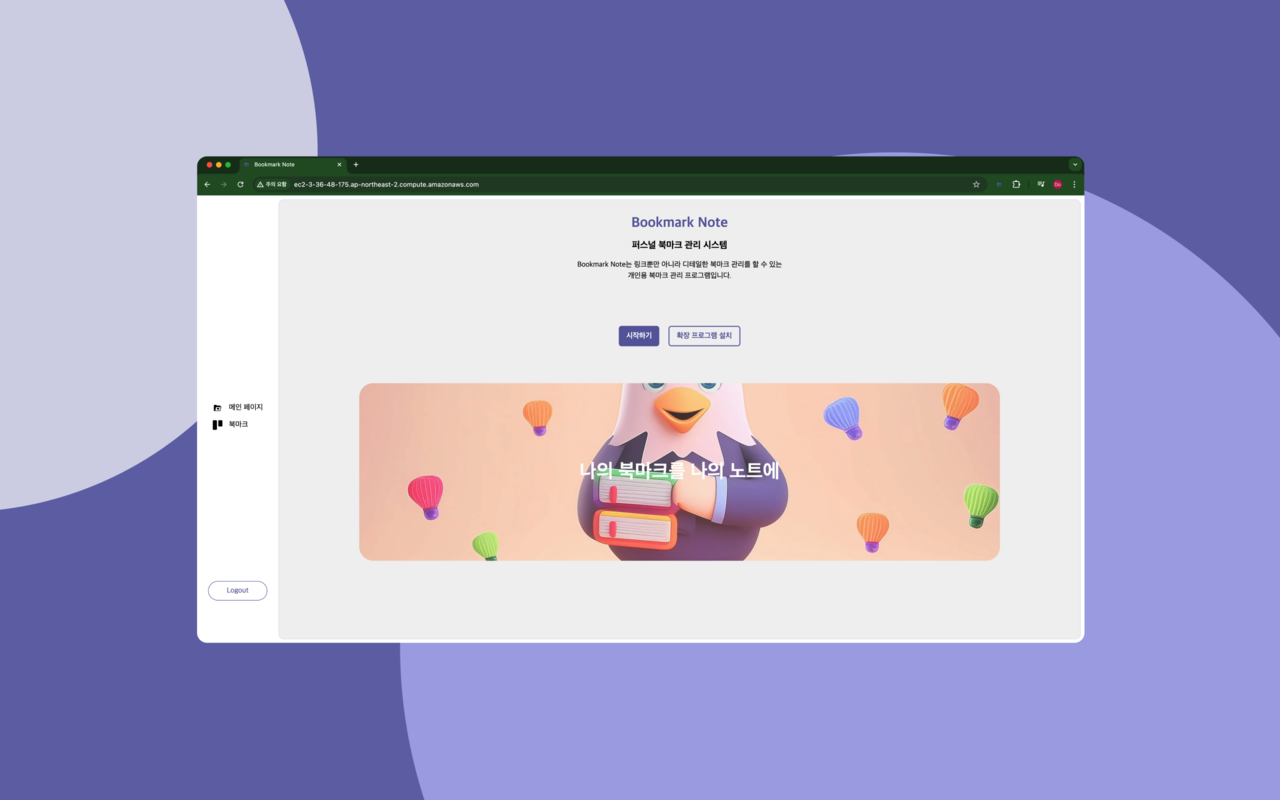 Bookmark Note
주의 요함 ec2-3-36-48-175.ap-northeast-2.compute.amazonaws.com
Do
Bookmark Note
퍼스널 북마크 관리 시스템
Bookmark Note는 링크뿐만 아니라 디테일한 북마크 관리를 할 수 있는
개인용 북마크 관리 프로그램입니다.
시작하기 확장 프로그램 설치
메인 페이지
북마크
나의 북마크를 나의 노트에
Logout